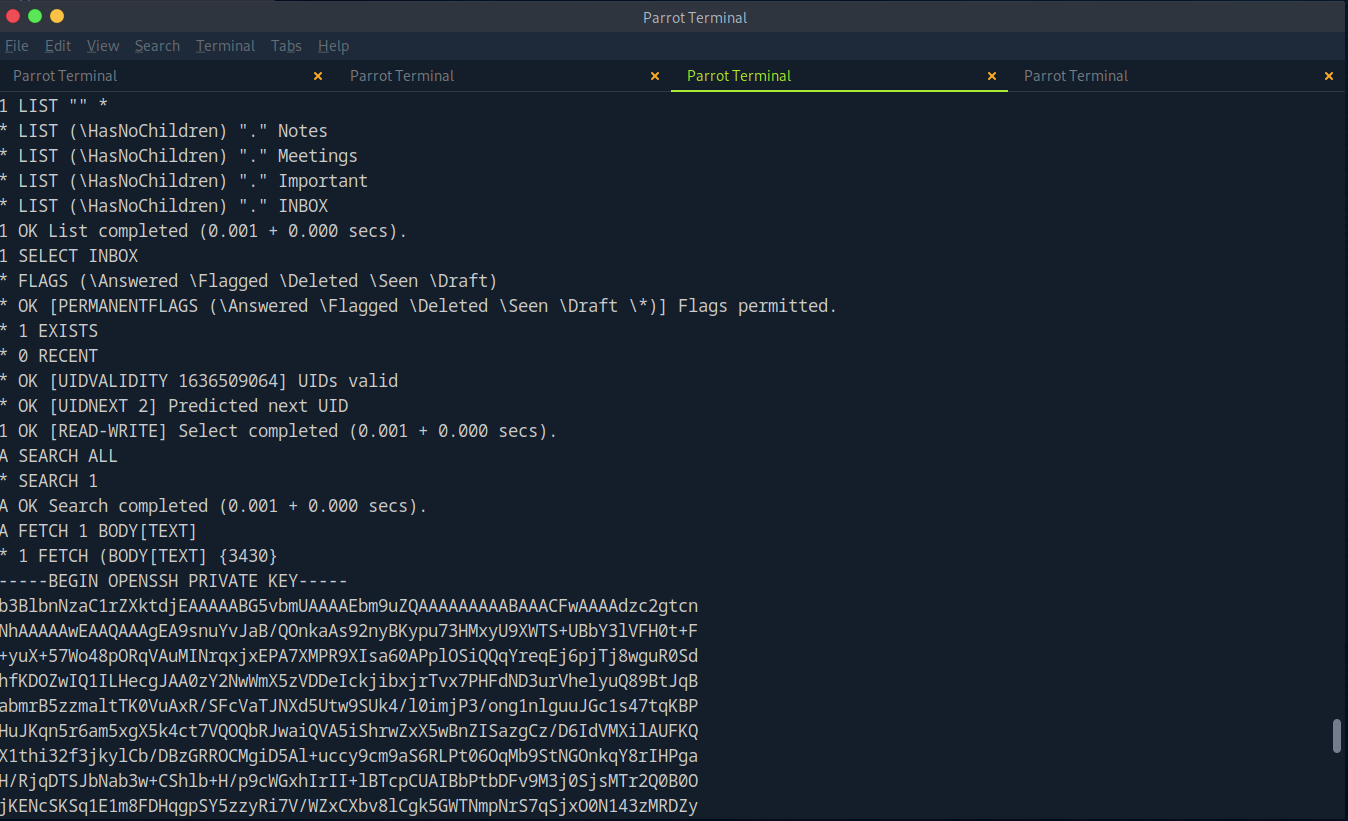 Parrot Terminal
File Edit View Search Terminal Tabs Help
Parrot Terminal × Parrot Terminal × Parrot Terminal × Parrot Terminal ×
1 LIST "" *
* LIST (\HasNoChildren) "." Notes
* LIST (\HasNoChildren) "." Meetings
* LIST (\HasNoChildren) "." Important
* LIST (\HasNoChildren) "." INBOX
1 OK List completed (0.001 + 0.000 secs).
1 SELECT INBOX
* FLAGS (\Answered \Flagged \Deleted \Seen \Draft)
* OK [PERMANENTFLAGS (\Answered \Flagged \Deleted \Seen \Draft \*)] Flags permitted.
* 1 EXISTS
* 0 RECENT
* OK [UIDVALIDITY 1636509064] UIDs valid
* OK [UIDNEXT 2] Predicted next UID
1 OK [READ-WRITE] Select completed (0.001 + 0.000 secs).
A SEARCH ALL
* SEARCH 1
A OK Search completed (0.001 + 0.000 secs).
A FETCH 1 BODY[TEXT]
* 1 FETCH (BODY[TEXT] {3430}
-----BEGIN OPENSSH PRIVATE KEY-----
b3BlbnNzaC1rZXktdjEAAAAABG5vbmUAAAAEbm9uZQAAAAAAAAABAAACFwAAAAdzc2gtcn
NhAAAAAwEAAQAAAgEA9snuYvJaB/QOnkaAs92nyBKypu73HMxyU9XWTS+UBbY3lVFH0t+F
+yuX+57Wo48pORqVAuMINrqxjxEPA7XMPR9XIsa60APplOSiQQqYreqEj6pjTj8wguR0Sd
hfKDOZwIQ1ILHecgJAA0zY2NwWmX5zVDDeIckjibxjrTvx7PHFdND3urVhelyuQ89BtJqB
abmrB5zzmaltTK0VuAxR/SFcVaTJNXd5Utw9SUk4/l0imjP3/ong1nlguuJGc1s47tqKBP
HuJKqn5r6am5xgX5k4ct7VQOQbRJwaiQVA5iShrwZxX5wBnZISazgCz/D6IdVMXilAUFKQ
X1thi32f3jkylCb/DBzGRROCMgiD5Al+uccy9cm9aS6RLPt06OqMb9StNGOnkqY8rIHPga
H/RjqDTSJbNab3w+CShlb+H/p9cWGxhIrII+lBTcpCUAIBbPtbDFv9M3j0SjsMTr2Q0B0O
jKENcSKSq1E1m8FDHqgpSY5zzyRi7V/WZxCXbv8lCgk5GWTNmpNrS7qSjxO0N143zMRDZy